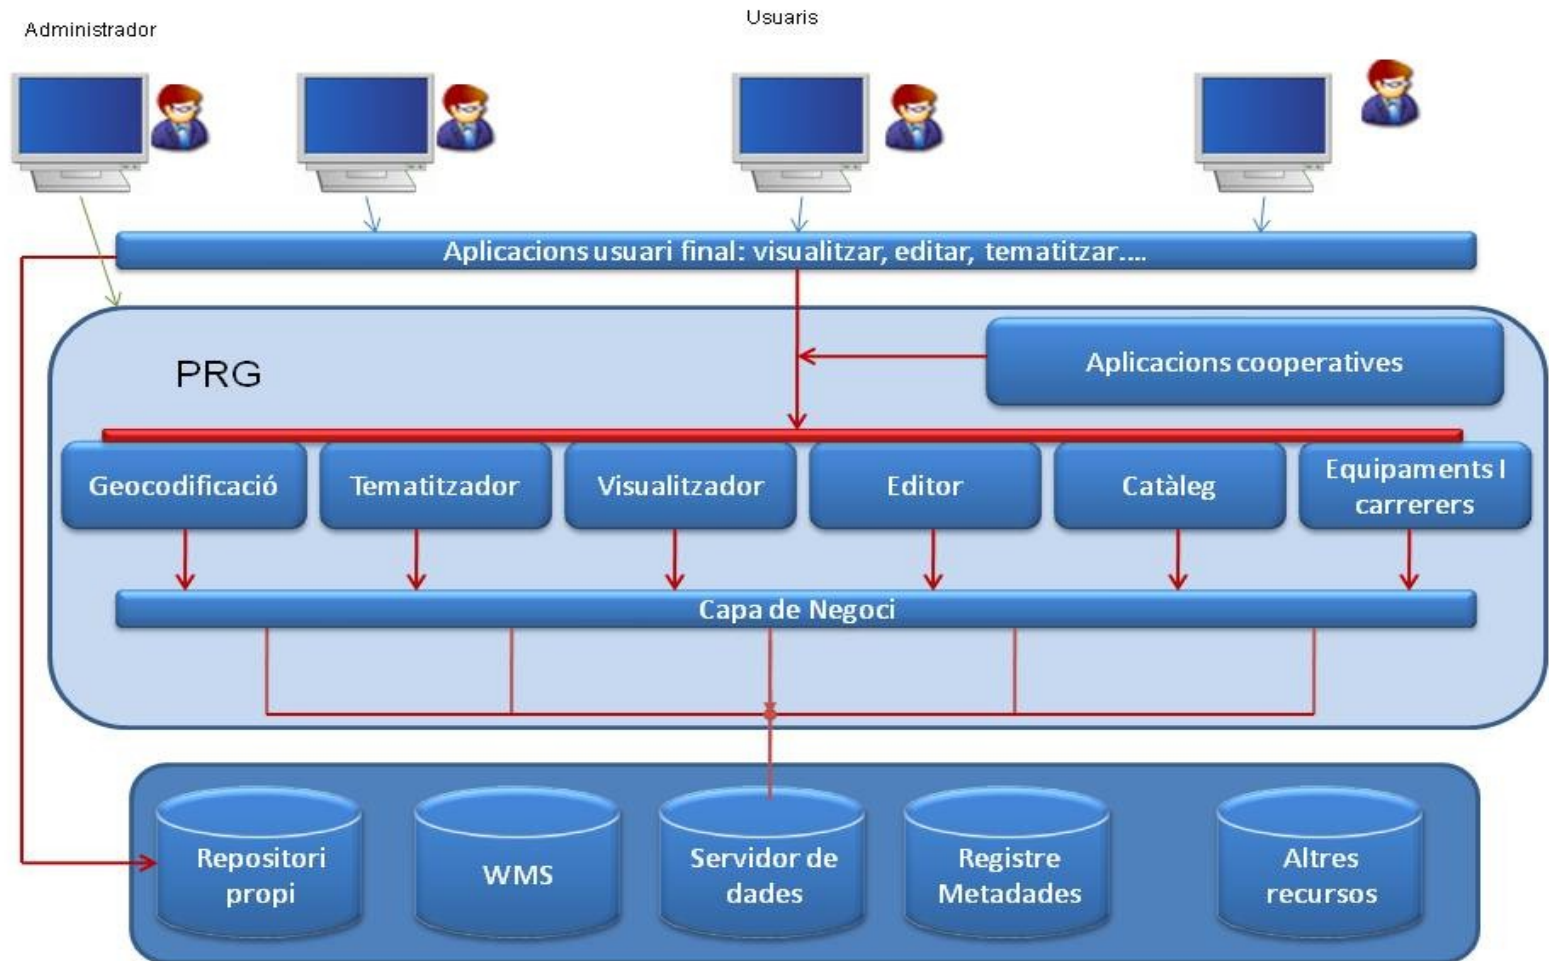 Administrador
Usuaris
Aplicacions usuari final: visualitzar, editar, tematitzar....
PRG
Aplicacions cooperatives
Geocodificació
Tematitzador
Visualitzador
Editor
Catàleg
Equipaments I
carrerers
Capa de Negoci
Repositori
propi
WMS
Servidor de
dades
Registre
Metadades
Altres
recursos